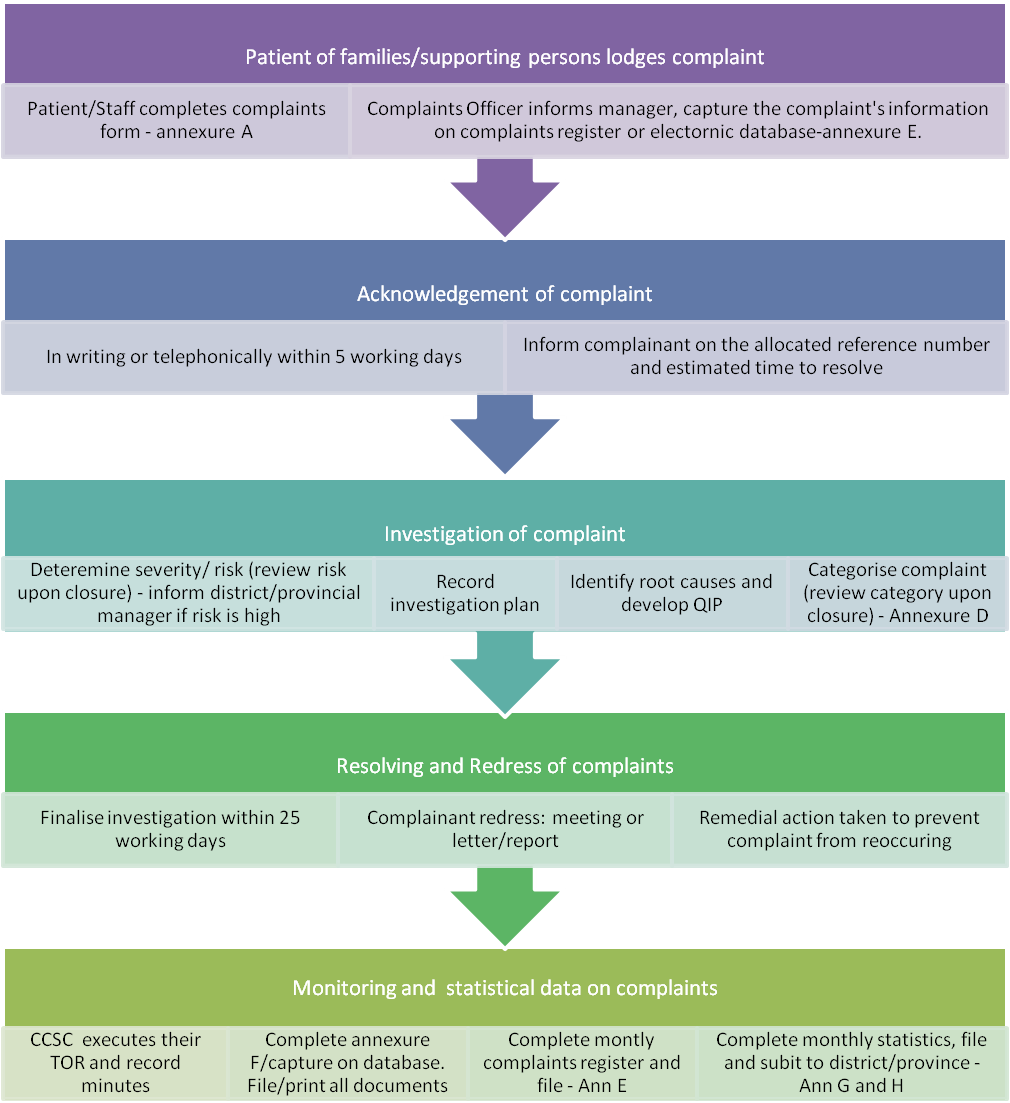 Patient of families/supporting persons lodges complaint
Patient/Staff completes complaints
form - annexure A
Complaints Officer informs manager, capture the complaint's information
on complaints register or electornic database-annexure E.
Acknowledgement of complaint
In writing or telephonically within 5 working days
Inform complainant on the allocated reference number
and estimated time to resolve
Investigation of complaint
Deteremine severity/ risk (review risk
upon closure) - inform district/provincial
manager if risk is high
Record
investigation plan
Identify root causes and
develop QIP
Categorise complaint
(review category upon
closure) - Annexure D
Resolving and Redress of complaints
Finalise investigation within 25
working days
Complainant redress: meeting or
letter/report
Remedial action taken to prevent
complaint from reoccuring
Monitoring and statistical data on complaints
CCSC executes their
TOR and record
minutes
Complete annexure
F/capture on database.
File/print all documents
Complete montly
complaints register and
file - Ann E
Complete monthly statistics, file
and subit to district/province -
Ann G and H